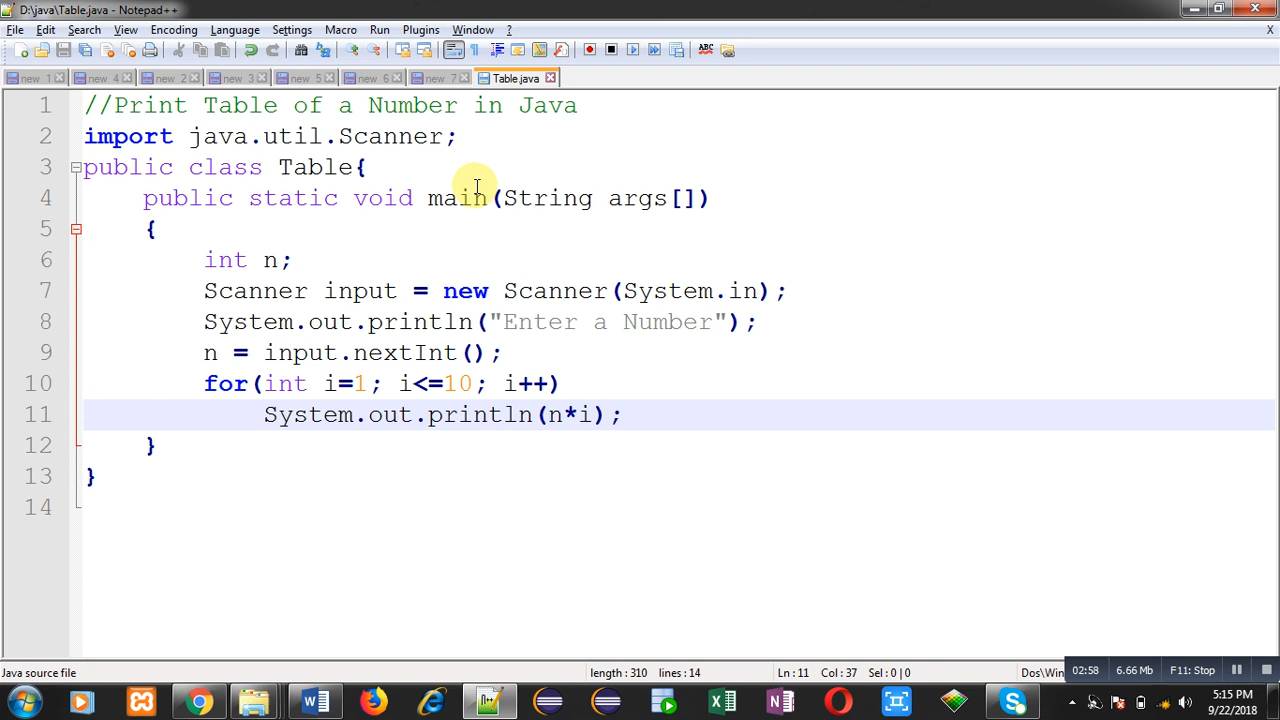 D:\java\Table.java - Notepad++
File Edit Search View Encoding Language Settings Macro Run Plugins Window ? X
new 1 new 4 new 2 new 3 new 5 new 6 new 7 Table.java
1 //Print Table of a Number in Java
2 import java.util.Scanner;
3 public class Table{
4 public static void main(String args[])
5 {
6 int n;
7 Scanner input = new Scanner(System.in);
8 System.out.println("Enter a Number");
9 n = input.nextInt();
10 for(int i=1; i<=10; i++)
11 System.out.println(n*i);
12 }
13 }
14
Java source file length : 310 lines : 14 Ln : 11 Col : 37 Sel : 0 | 0 Dos\Win 02:58 6.66 Mb F11: Stop
5:15 PM
9/22/2018